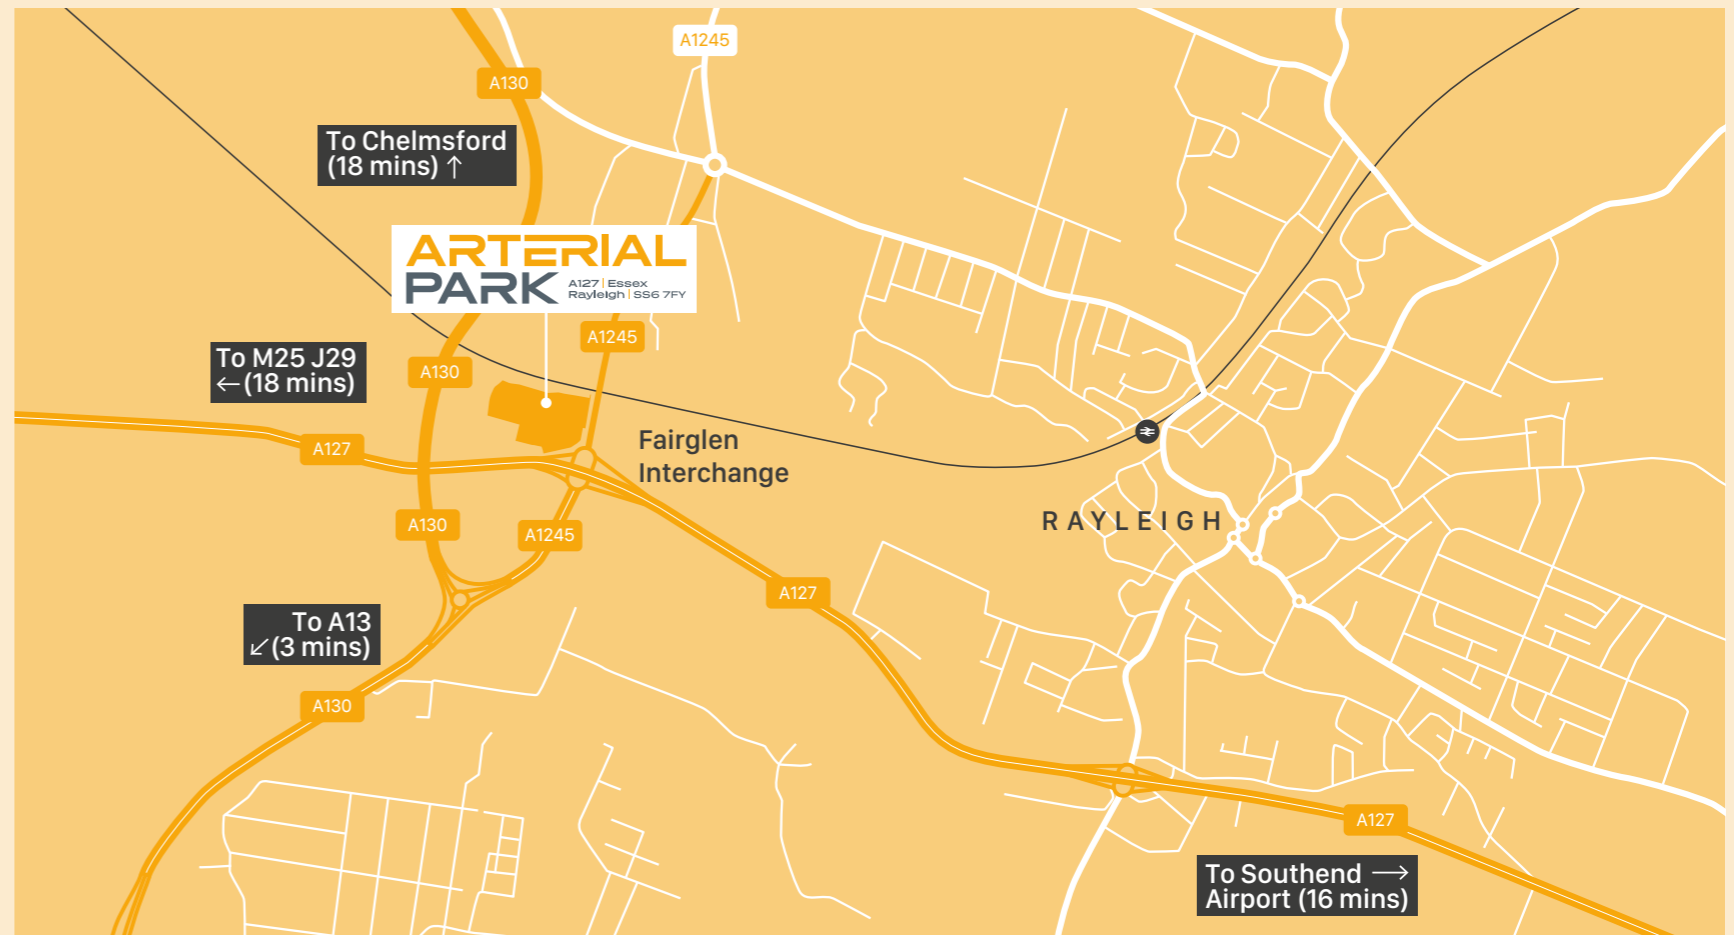 A1245
A130
To Chelmsford
(18 mins) ↑
ARTERIAL
PARK
A127 | Essex
Rayleigh | SS6 7FY
A1245
To M25 J29
←(18 mins)
A130
A127
Fairglen
Interchange
A130
A1245
RAYLEIGH
A127
To A13
↙(3 mins)
A130
A127
To Southend →
Airport (16 mins)